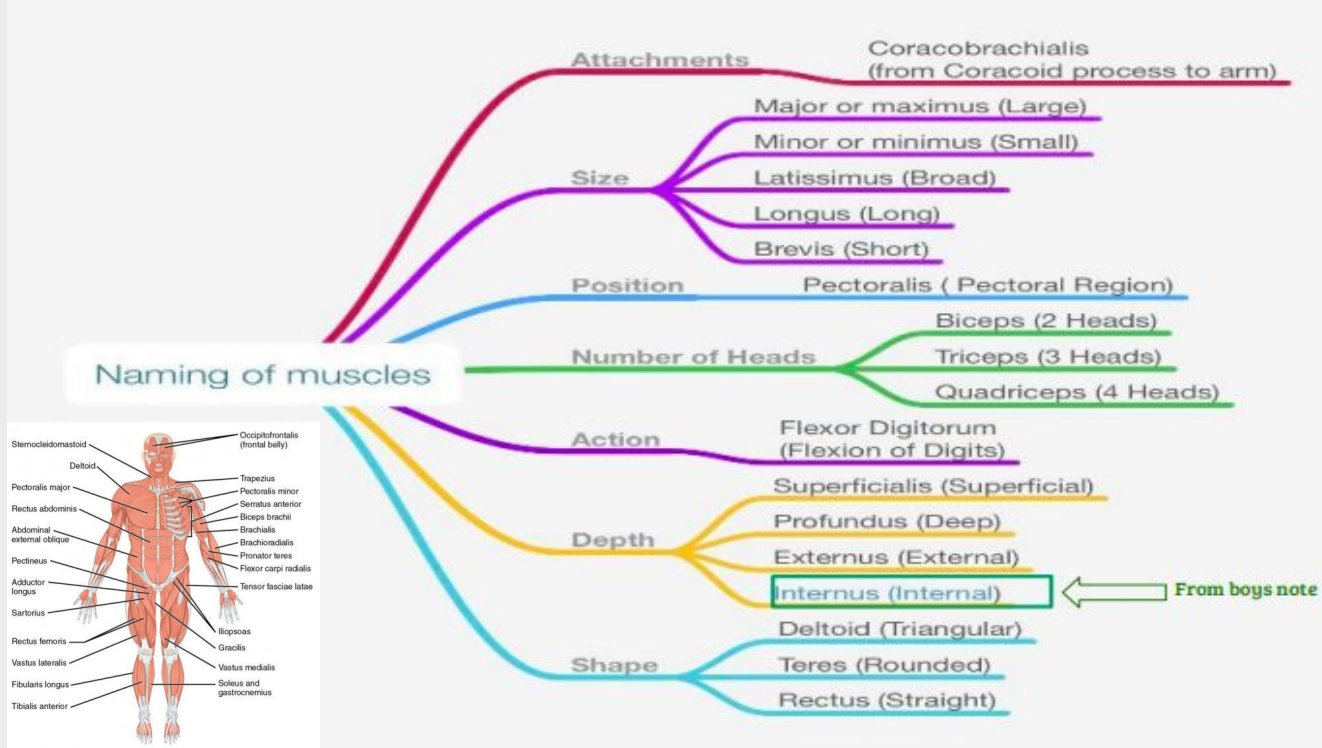 Naming of muscles
Attachments
Coracobrachialis
(from Coracoid process to arm)
Size
Major or maximus (Large)
Minor or minimus (Small)
Latissimus (Broad)
Longus (Long)
Brevis (Short)
Position
Pectoralis ( Pectoral Region)
Number of Heads
Biceps (2 Heads)
Triceps (3 Heads)
Quadriceps (4 Heads)
Action
Flexor Digitorum
(Flexion of Digits)
Depth
Superficialis (Superficial)
Profundus (Deep)
Externus (External)
Internus (Internal)
From boys note
Shape
Deltoid (Triangular)
Teres (Rounded)
Rectus (Straight)
Sternocleidomastoid
Deltoid
Pectoralis major
Rectus abdominis
Abdominal
external oblique
Pectineus
Adductor
longus
Sartorius
Rectus femoris
Vastus lateralis
Fibularis longus
Tibialis anterior
Occipitofrontalis
(frontal belly)
Trapezius
Pectoralis minor
Serratus anterior
Biceps brachii
Brachialis
Brachioradialis
Pronator teres
Flexor carpi radialis
Tensor fasciae latae
Iliopsoas
Gracilis
Vastus medialis
Soleus and
gastrocnemius